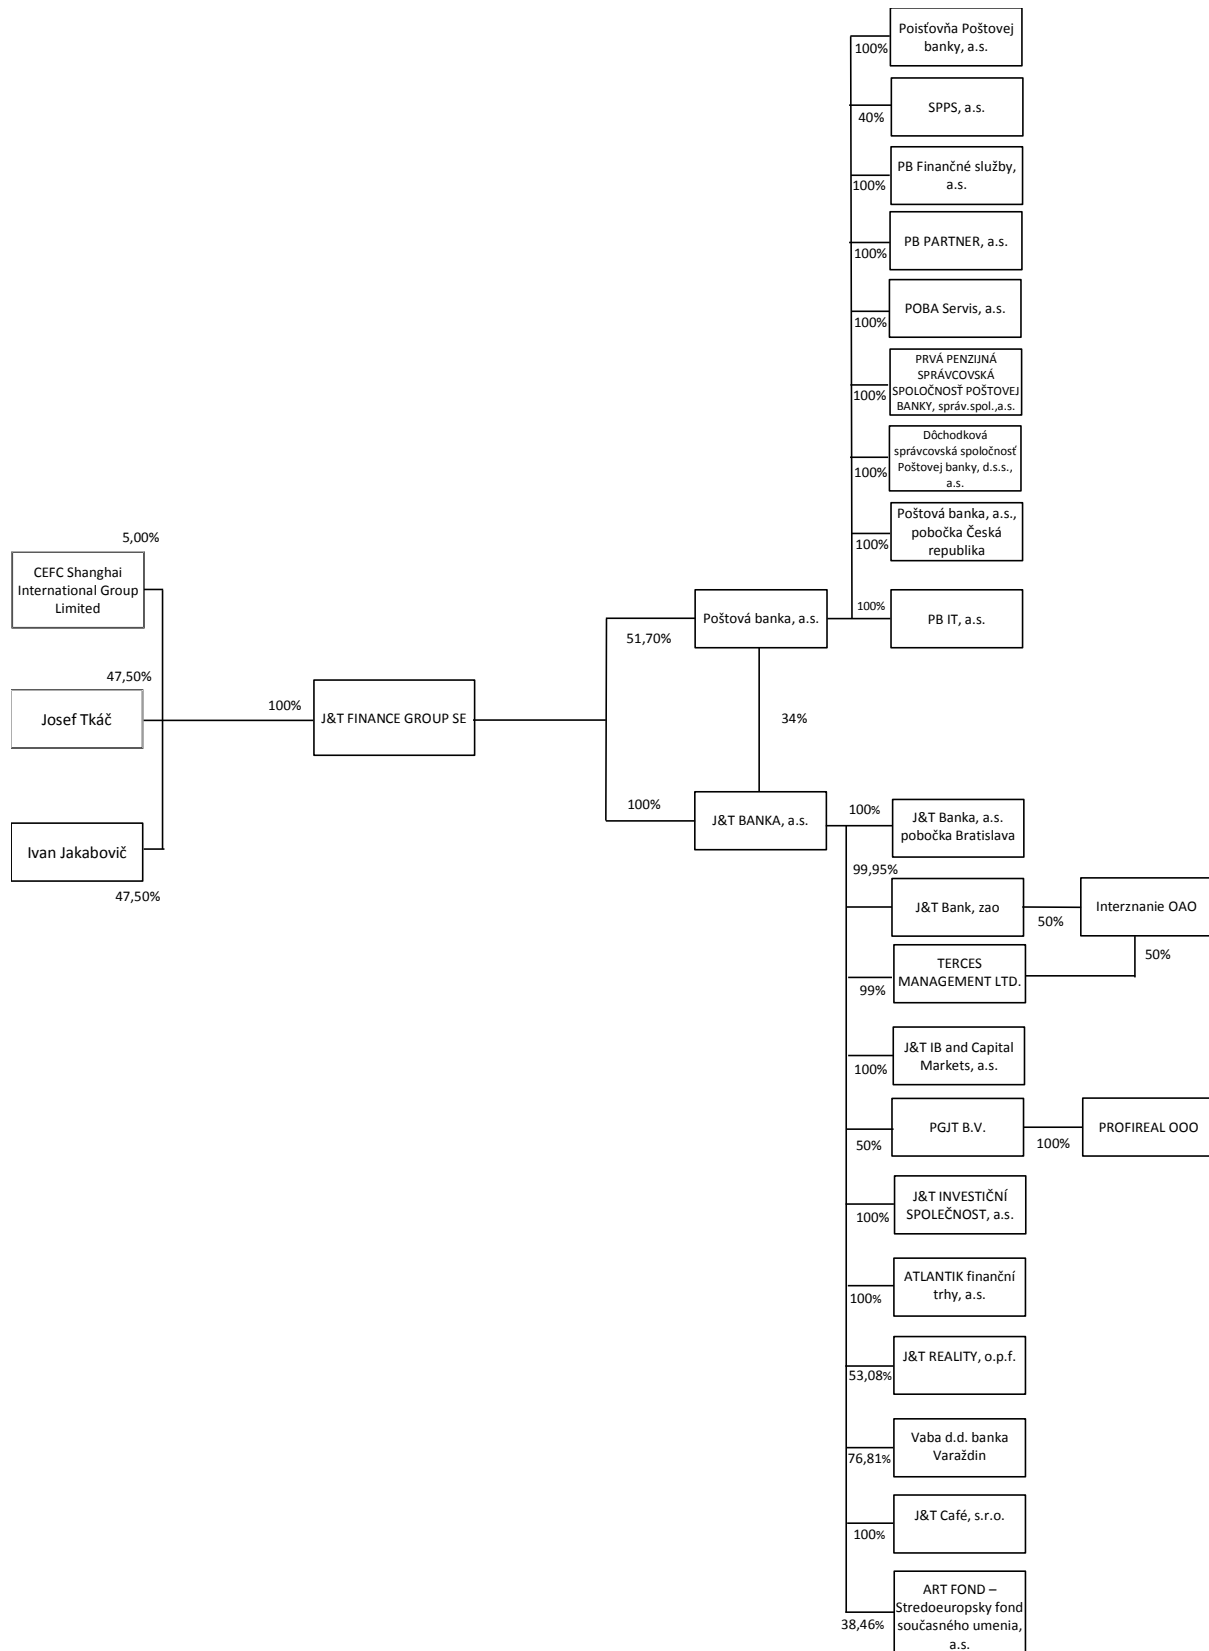 Poisťovňa Poštovej
banky, a.s.
100%
SPPS, a.s.
40%
PB Finančné služby,
a.s.
100%
PB PARTNER, a.s.
100%
POBA Servis, a.s.
100%
PRVÁ PENZIJNÁ
SPRÁVCOVSKÁ
SPOLOČNOSŤ POŠTOVEJ
BANKY, správ.spol.,a.s.
100%
Dôchodková
správcovská spoločnosť
Poštovej banky, d.s.s.,
a.s.
100%
Poštová banka, a.s.,
pobočka Česká
republika
100%
5,00%
CEFC Shanghai
International Group
Limited
100%
PB IT, a.s.
Poštová banka, a.s.
51,70%
47,50%
Josef Tkáč
100%
J&T FINANCE GROUP SE
34%
100%
J&T BANKA, a.s.
100%
J&T Banka, a.s.
pobočka Bratislava
Ivan Jakabovič
47,50%
99,95%
J&T Bank, zao
50%
Interznanie OAO
50%
TERCES
MANAGEMENT LTD.
99%
J&T IB and Capital
Markets, a.s.
100%
PGJT B.V.
50%
100%
PROFIREAL OOO
J&T INVESTIČNÍ
SPOLEČNOST, a.s.
100%
ATLANTIK finanční
trhy, a.s.
100%
J&T REALITY, o.p.f.
53,08%
Vaba d.d. banka
Varaždin
76,81%
J&T Café, s.r.o.
100%
ART FOND –
Stredoeuropsky fond
současného umenia,
a.s.
38,46%